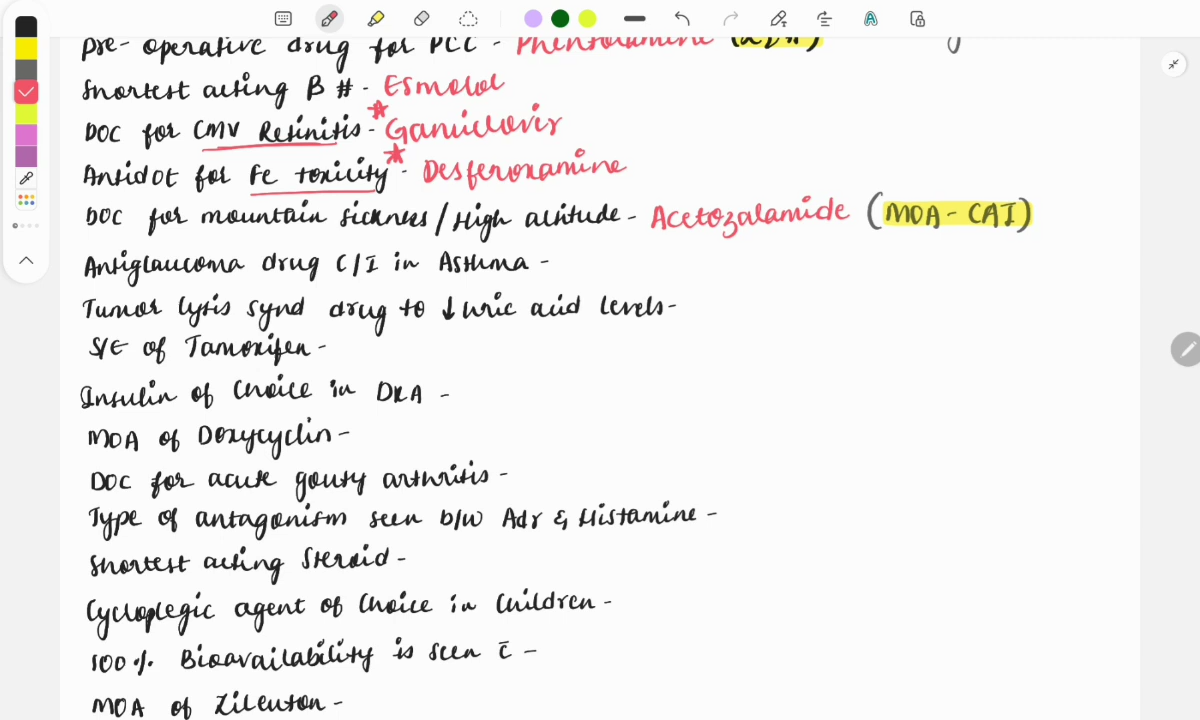 pre-operative drug for PCC - Phentolamine
Shortest acting β # - Esmolol
DOC for CMV Retinitis - *Ganciclovir
Antidot for Fe toxicity* - Desferoxamine
DOC for mountain sickness / High altitude - Acetozalamide (MOA - CAI)
Antiglaucoma drug C/I in Asthma -
Tumor lysis synd drug to ↓ uric acid levels -
S/E of Tamoxifen -
Insulin of choice in DKA -
MOA of Doxycyclin -
DOC for acute gouty arthritis -
Type of antagonism seen b/w Adr & Histamine -
Shortest acting Steroid -
Cycloplegic agent of choice in children -
100% Bioavailability is seen c̄ -
MOA of Zileuton -